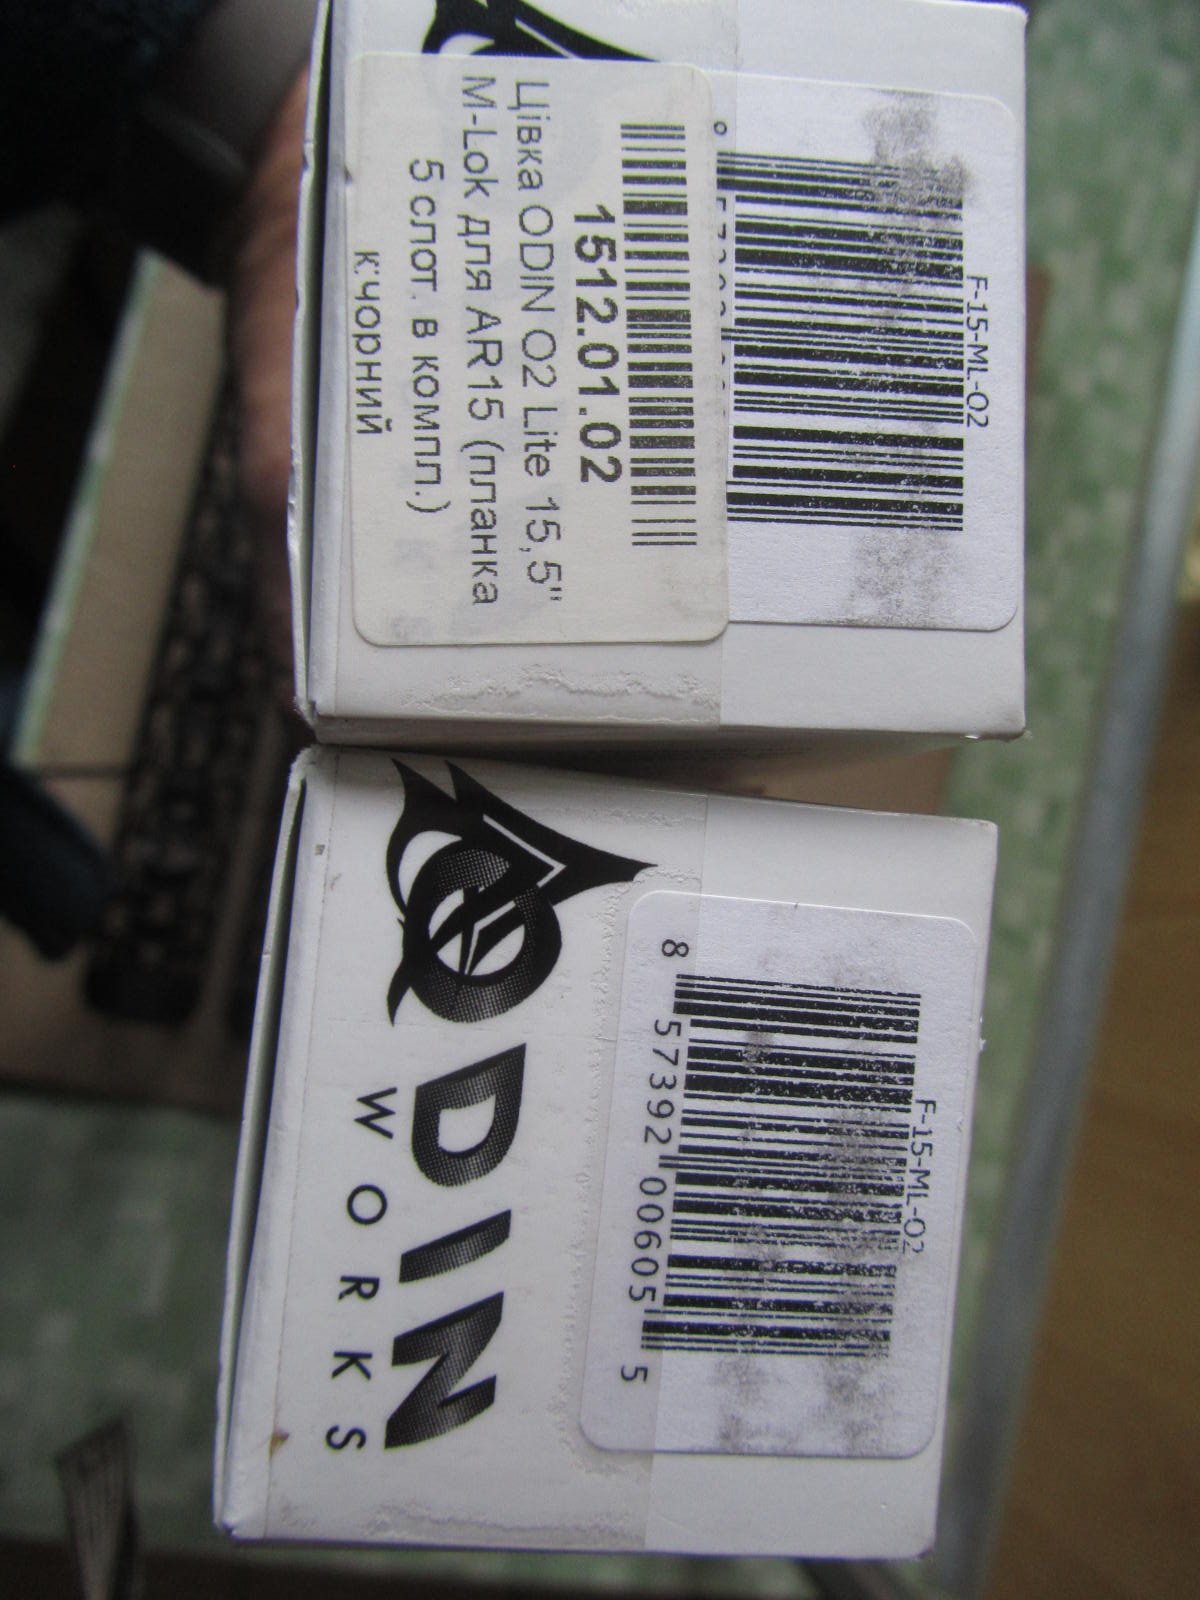 F-15-ML-O2
1512.01.02
Цівка ODIN O2 Lite 15,5"
M-Lok для AR15 (планка
5 слот. в компл.)
к:чорний
F-15-ML-O2
8 57392 00605 5
ODIN
WORKS